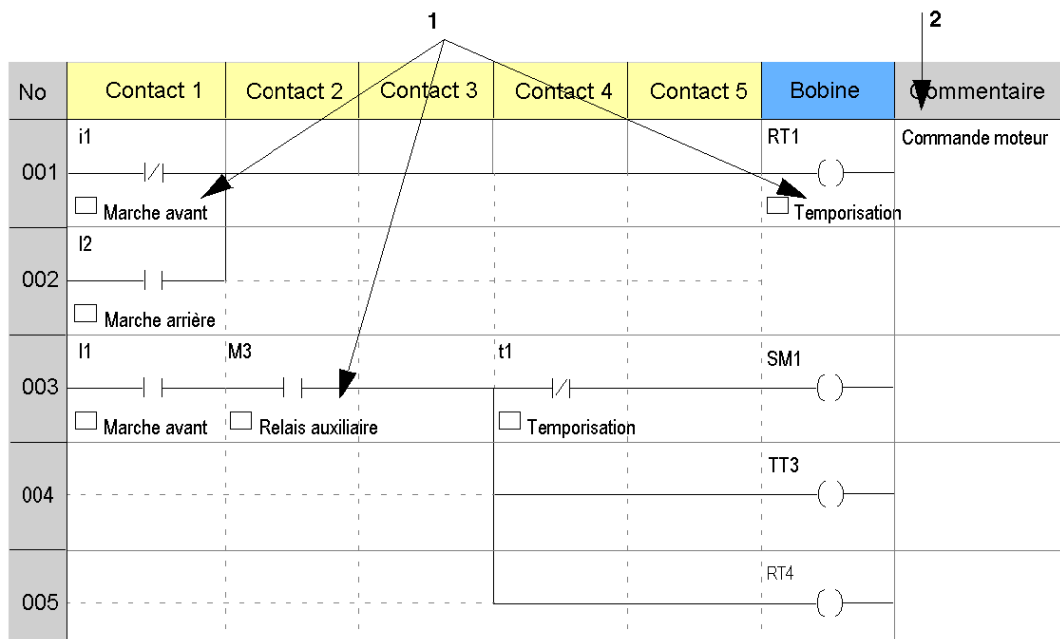 1
2
No Contact 1 Contact 2 Contact 3 Contact 4 Contact 5 Bobine Commentaire
i1 RT1 Commande moteur
001
Marche avant Temporisation
I2
002
Marche arrière
I1 M3 t1 SM1
003
Marche avant Relais auxiliaire Temporisation
TT3
004
RT4
005